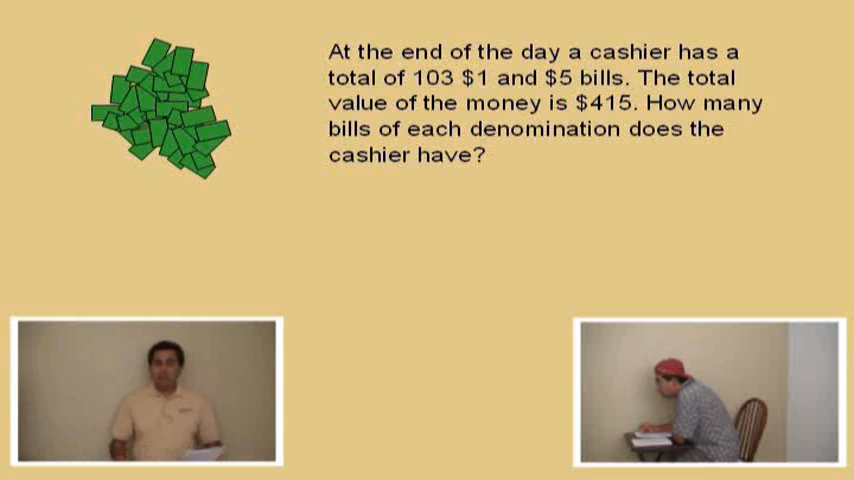 At the end of the day a cashier has a
total of 103 $1 and $5 bills. The total
value of the money is $415. How many
bills of each denomination does the
cashier have?